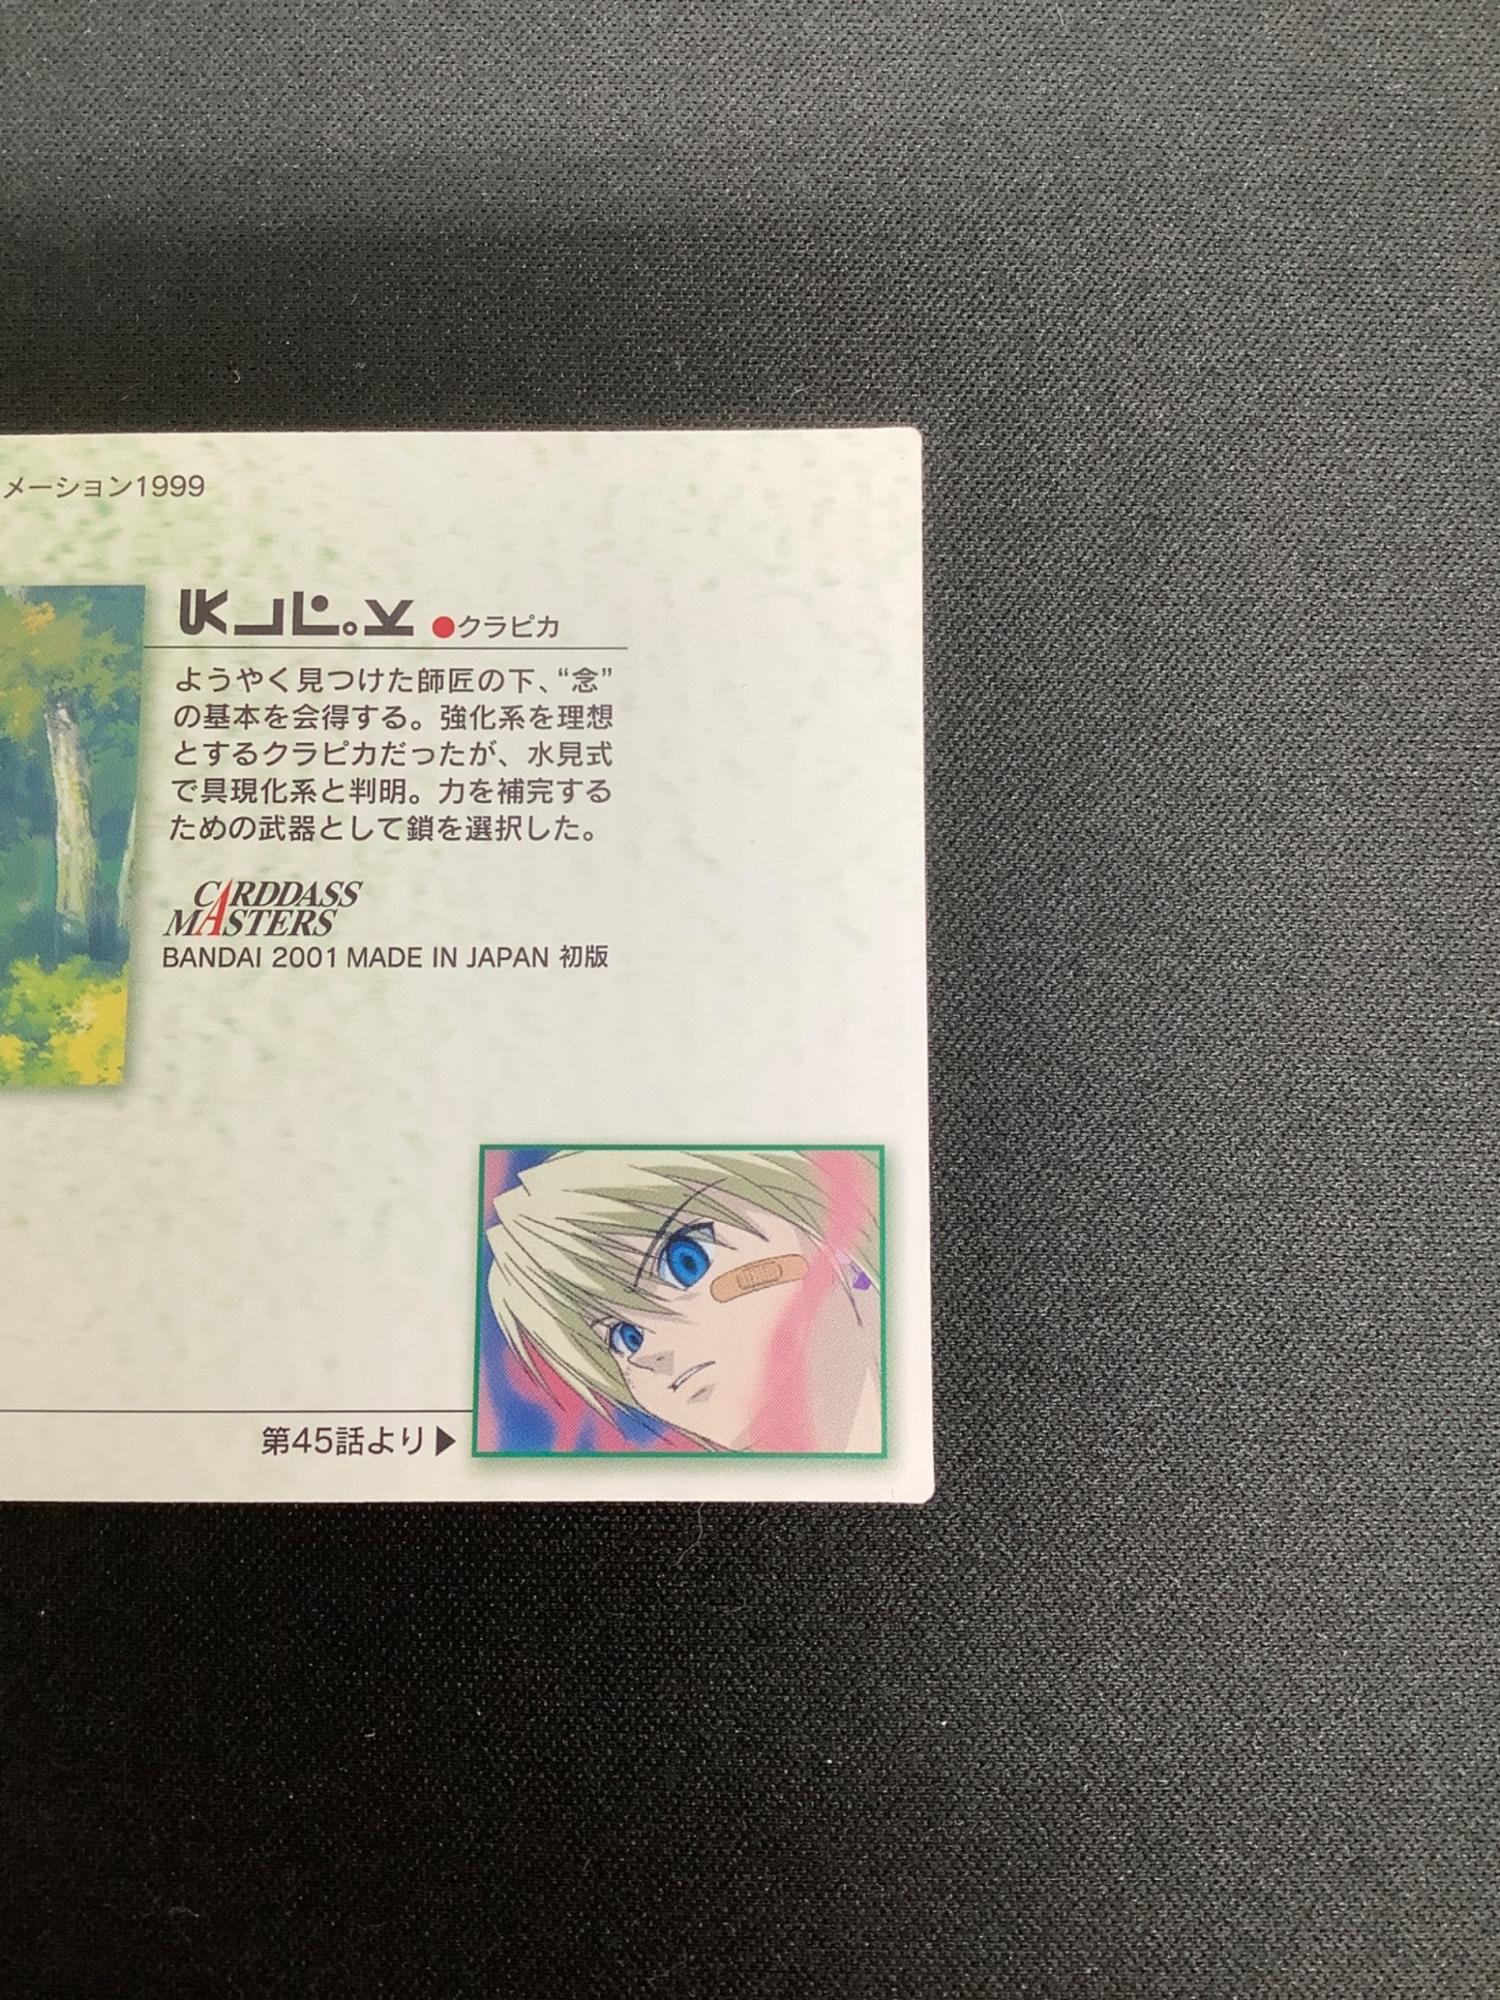 メーション1999
●クラピカ
ようやく見つけた師匠の下、“念”
の基本を会得する。強化系を理想
とするクラピカだったが、水見式
で具現化系と判明。力を補完する
ための武器として鎖を選択した。
CARDDASS
MASTERS
BANDAI 2001 MADE IN JAPAN 初版
第45話より▶